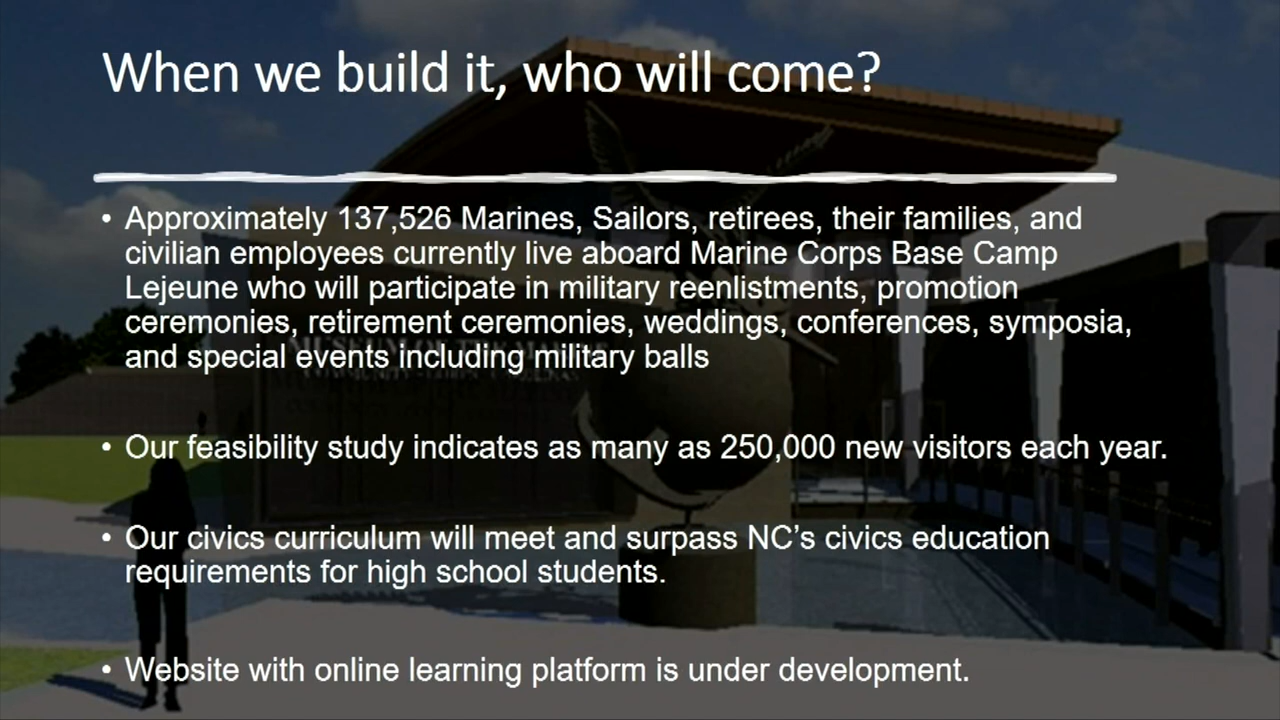 When we build it, who will come?
• Approximately 137,526 Marines, Sailors, retirees, their families, and
civilian employees currently live aboard Marine Corps Base Camp
Lejeune who will participate in military reenlistments, promotion
ceremonies, retirement ceremonies, weddings, conferences, symposia,
and special events including military balls
• Our feasibility study indicates as many as 250,000 new visitors each year.
• Our civics curriculum will meet and surpass NC's civics education
requirements for high school students.
• Website with online learning platform is under development.
MUSEUM OF THE MARINE